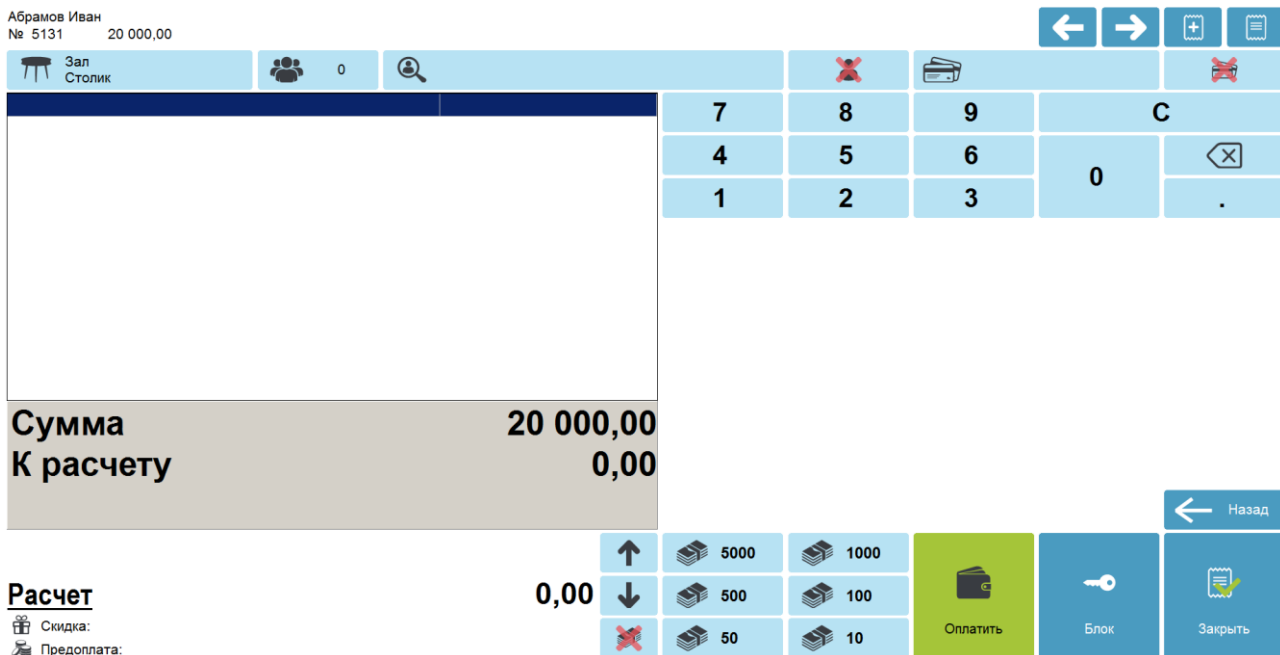 Абрамов Иван
№ 5131 20 000,00
Зал
Столик
0
7 8 9 C
4 5 6
0
1 2 3 .
Сумма 20 000,00
К расчету 0,00
Назад
5000 1000
Расчет 0,00
500 100
Скидка:
50 10
Оплатить Блок Закрыть
Предоплата: